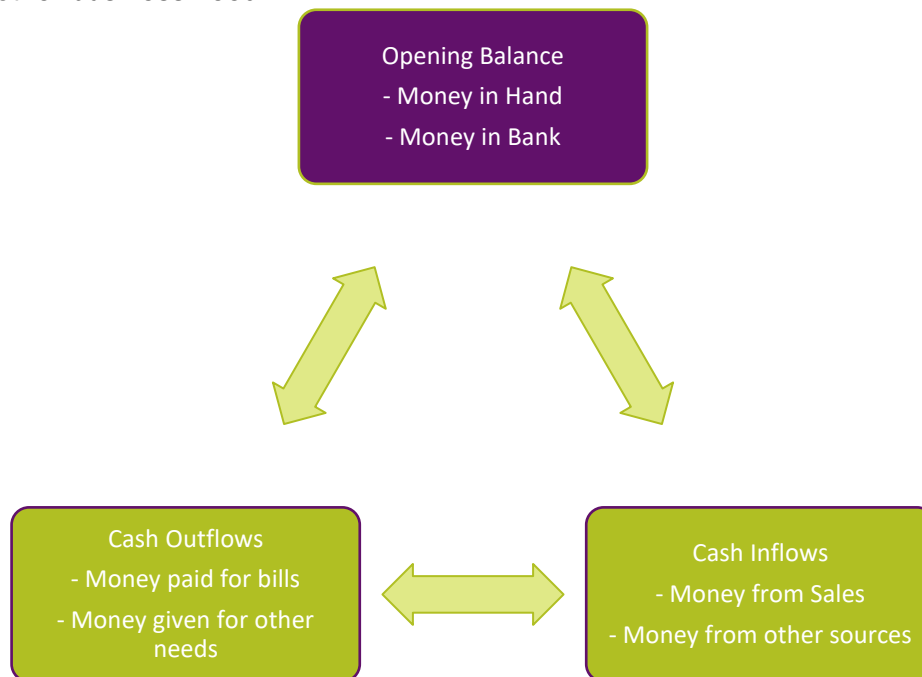 Opening Balance
- Money in Hand
- Money in Bank
Cash Outflows
- Money paid for bills
- Money given for other
needs
Cash Inflows
- Money from Sales
- Money from other sources